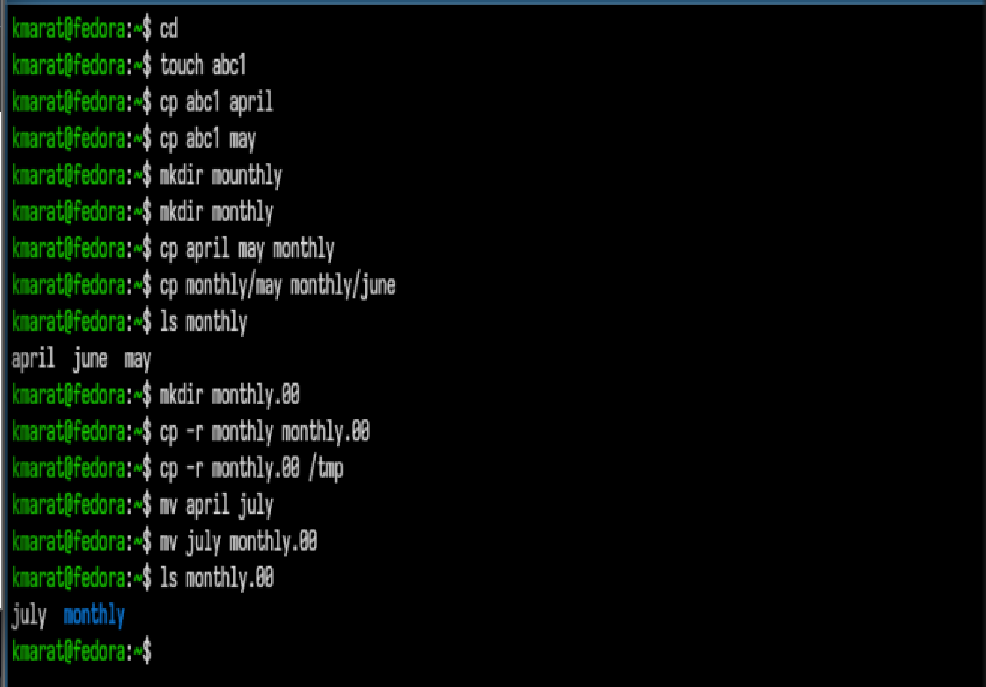 kmarat@fedora:~$ cd
kmarat@fedora:~$ touch abc1
kmarat@fedora:~$ cp abc1 april
kmarat@fedora:~$ cp abc1 may
kmarat@fedora:~$ mkdir mounthly
kmarat@fedora:~$ mkdir monthly
kmarat@fedora:~$ cp april may monthly
kmarat@fedora:~$ cp monthly/may monthly/june
kmarat@fedora:~$ ls monthly
april june may
kmarat@fedora:~$ mkdir monthly.00
kmarat@fedora:~$ cp -r monthly monthly.00
kmarat@fedora:~$ cp -r monthly.00 /tmp
kmarat@fedora:~$ mv april july
kmarat@fedora:~$ mv july monthly.00
kmarat@fedora:~$ ls monthly.00
july monthly
kmarat@fedora:~$